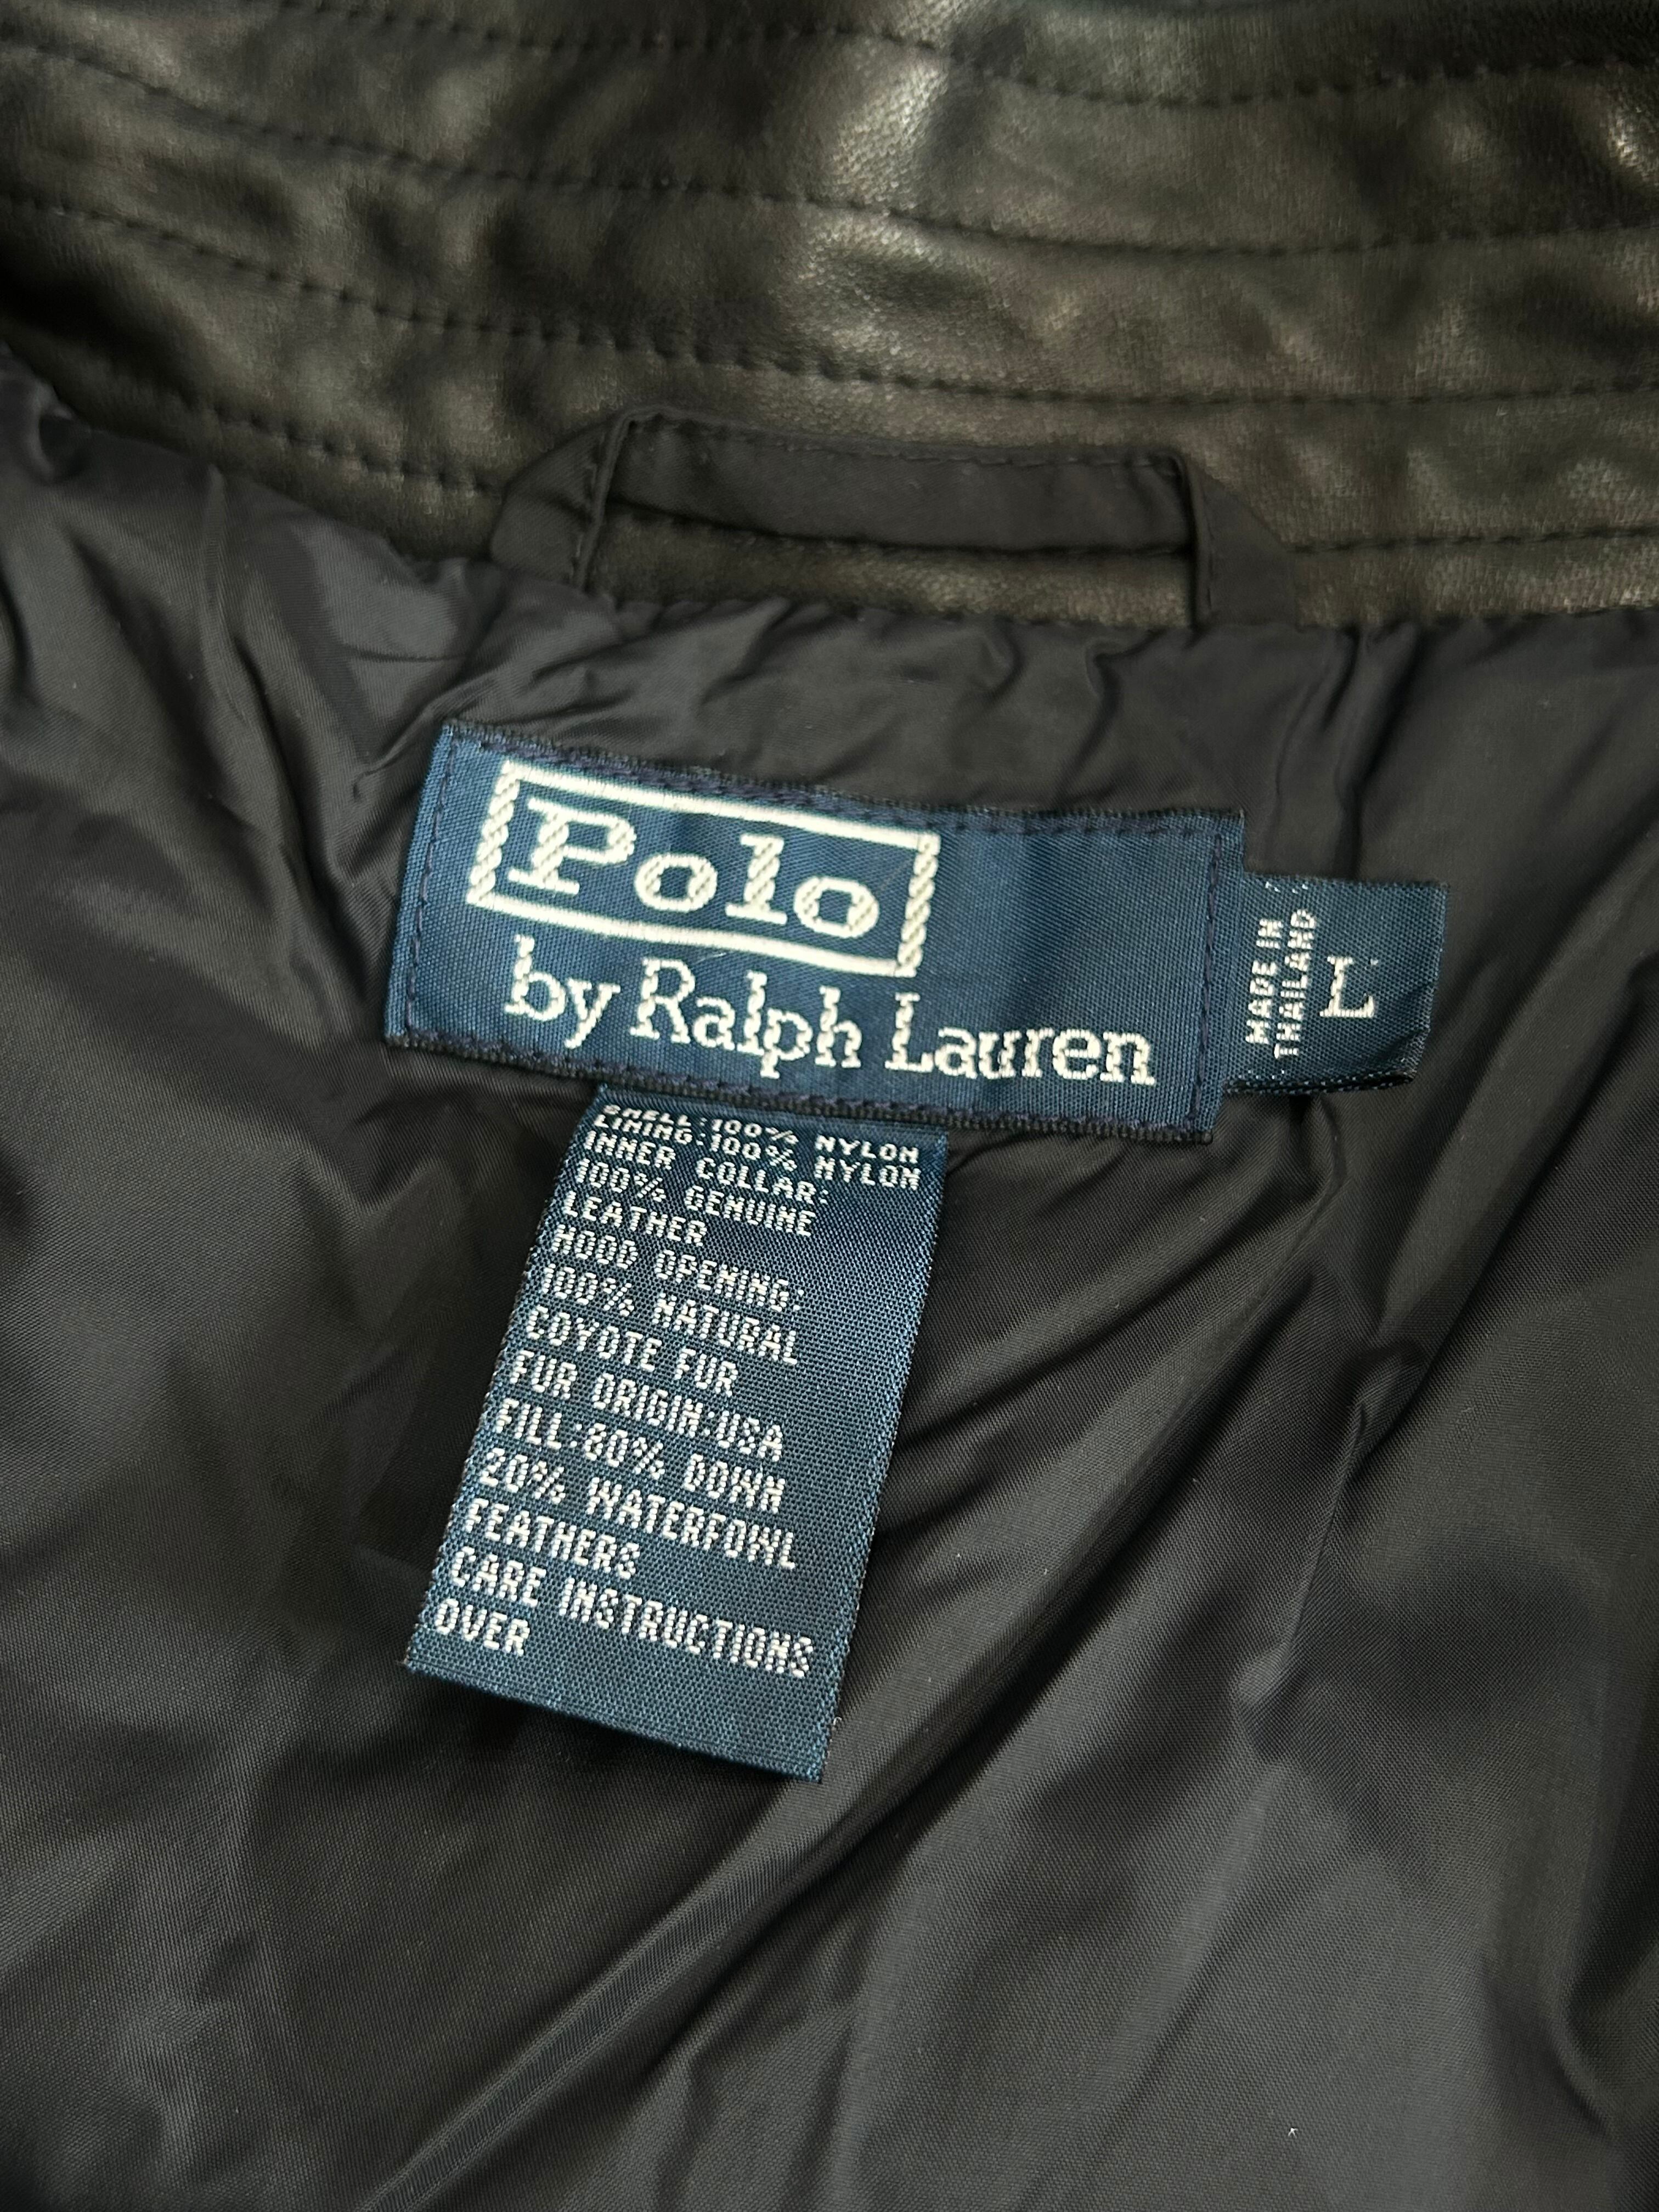 Polo
by Ralph Lauren
MADE IN
THAILAND
L
SHELL:100% NYLON
LINING:100% NYLON
INNER COLLAR:
100% GENUINE
LEATHER
HOOD OPENING:
100% NATURAL
COYOTE FUR
FUR ORIGIN:USA
FILL:80% DOWN
20% WATERFOWL
FEATHERS
CARE INSTRUCTIONS
OVER